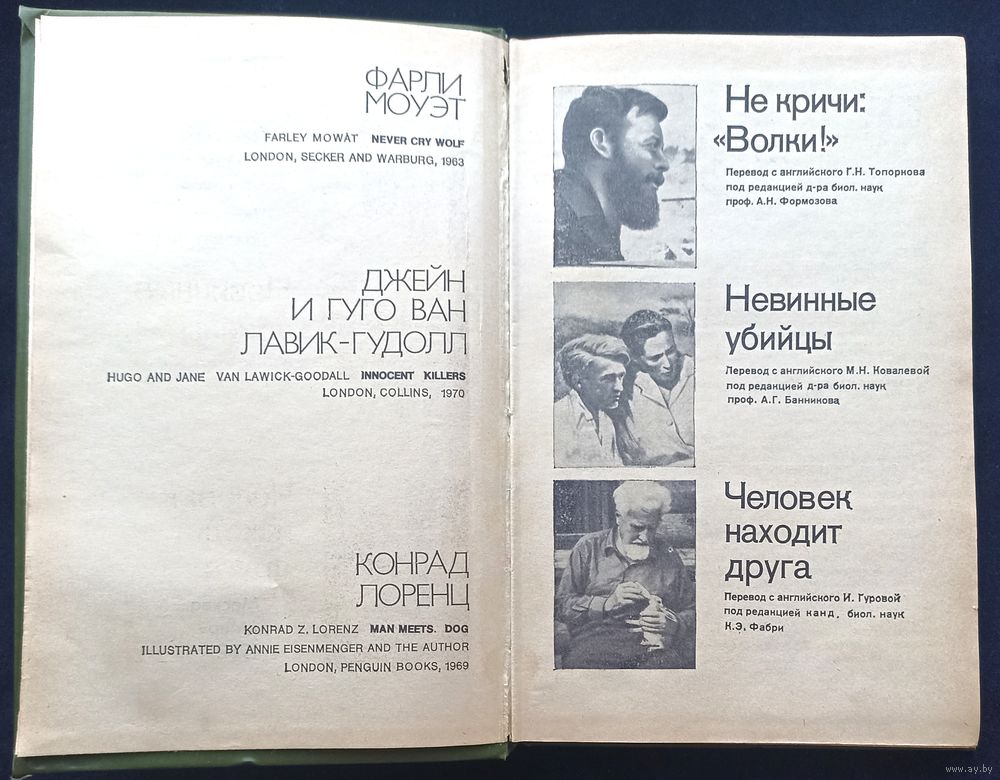 ФАРЛИ
МОУЭТ
FARLEY MOWAT NEVER CRY WOLF
LONDON, SECKER AND WARBURG, 1963
ДЖЕЙН
И ГУГО ВАН
ЛАВИК-ГУДОЛЛ
HUGO AND JANE VAN LAWICK-GOODALL INNOCENT KILLERS
LONDON, COLLINS, 1970
КОНРАД
ЛОРЕНЦ
KONRAD Z. LORENZ MAN MEETS. DOG
ILLUSTRATED BY ANNIE EISENMENGER AND THE AUTHOR
LONDON, PENGUIN BOOKS, 1969
Не кричи:
«Волки!»
Перевод с английского Г.Н. Топоркова
под редакцией д-ра биол. наук
проф. А.Н. Формозова
Невинные
убийцы
Перевод с английского М.Н. Ковалевой
под редакцией д-ра биол. наук
проф. А.Г. Банникова
Человек
находит
друга
Перевод с английского И. Гуровой
под редакцией канд. биол. наук
К.Э. Фабри
www.ay.by